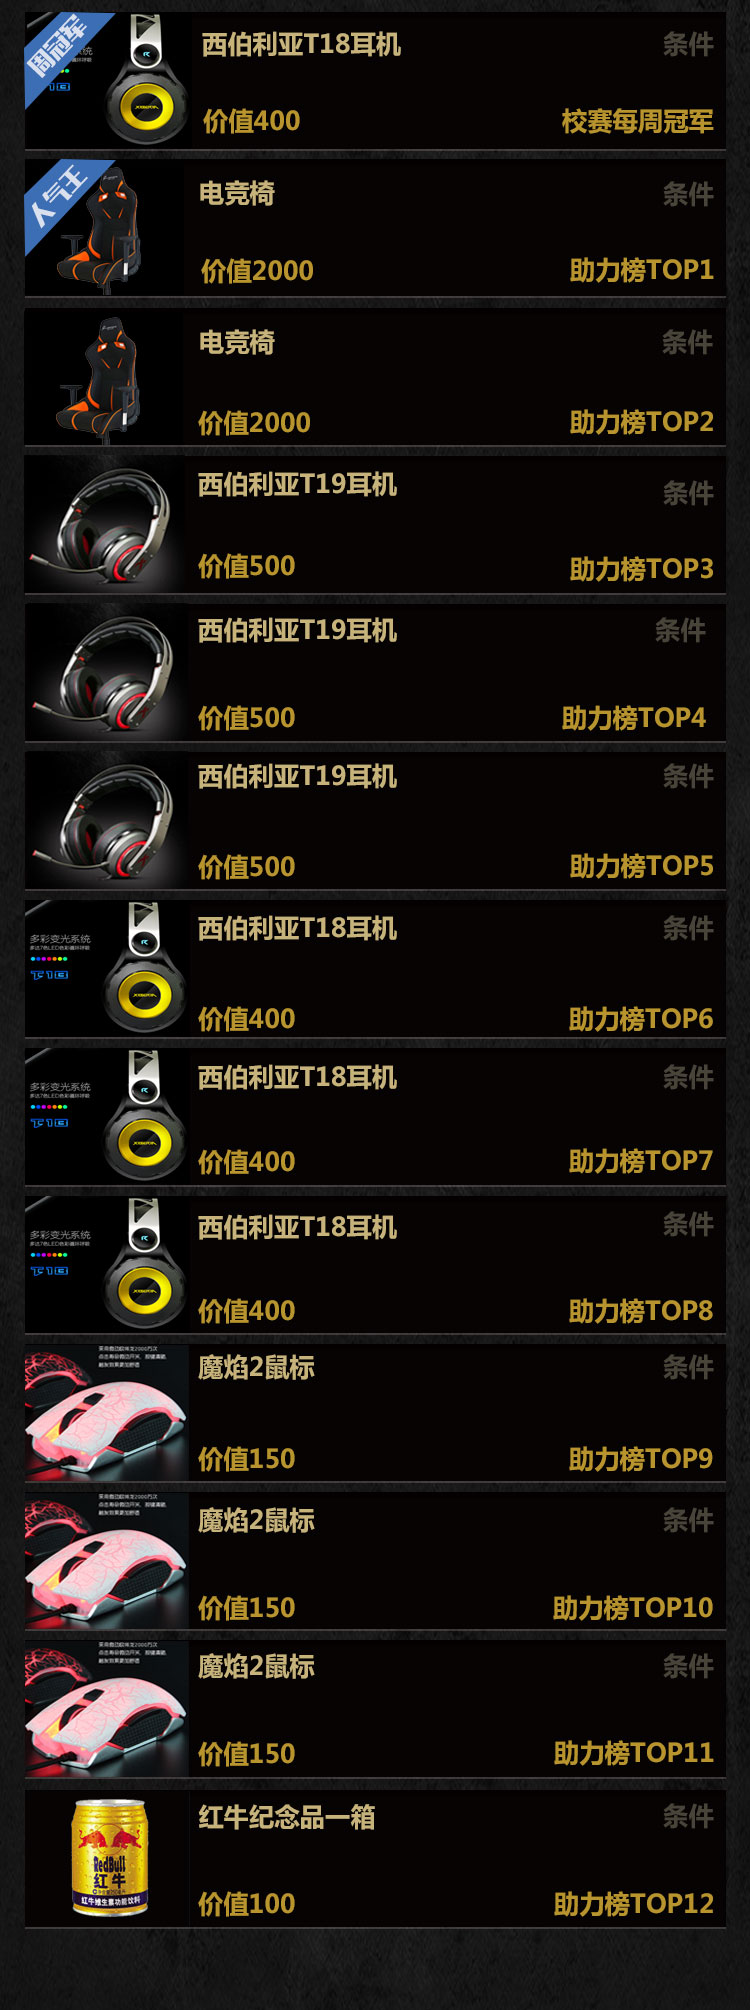 周冠军
西伯利亚T18耳机
条件
价值400
校赛每周冠军
人气王
电竞椅
条件
价值2000
助力榜TOP1
电竞椅
条件
价值2000
助力榜TOP2
西伯利亚T19耳机
条件
价值500
助力榜TOP3
西伯利亚T19耳机
条件
价值500
助力榜TOP4
西伯利亚T19耳机
条件
价值500
助力榜TOP5
多彩变光系统
T18
西伯利亚T18耳机
条件
价值400
助力榜TOP6
多彩变光系统
T18
西伯利亚T18耳机
条件
价值400
助力榜TOP7
多彩变光系统
T18
西伯利亚T18耳机
条件
价值400
助力榜TOP8
魔焰2鼠标
条件
价值150
助力榜TOP9
魔焰2鼠标
条件
价值150
助力榜TOP10
魔焰2鼠标
条件
价值150
助力榜TOP11
RedBull
红牛
红牛维生素功能饮料
红牛纪念品一箱
条件
价值100
助力榜TOP12